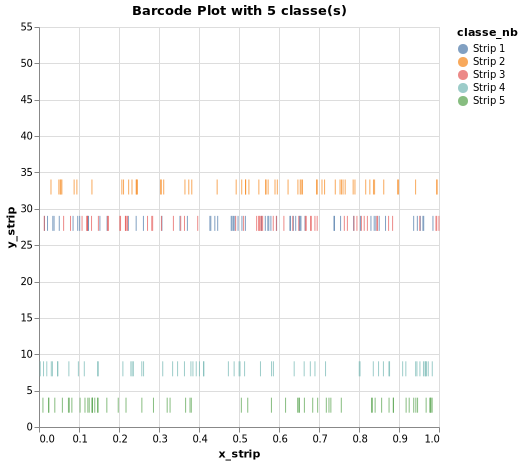 Barcode Plot with 5 classe(s)
classe_nb
Strip 1
Strip 2
Strip 3
Strip 4
Strip 5
y_strip
55
50
45
40
35
30
25
20
15
10
5
0
0.0 0.1 0.2 0.3 0.4 0.5 0.6 0.7 0.8 0.9 1.0
x_strip